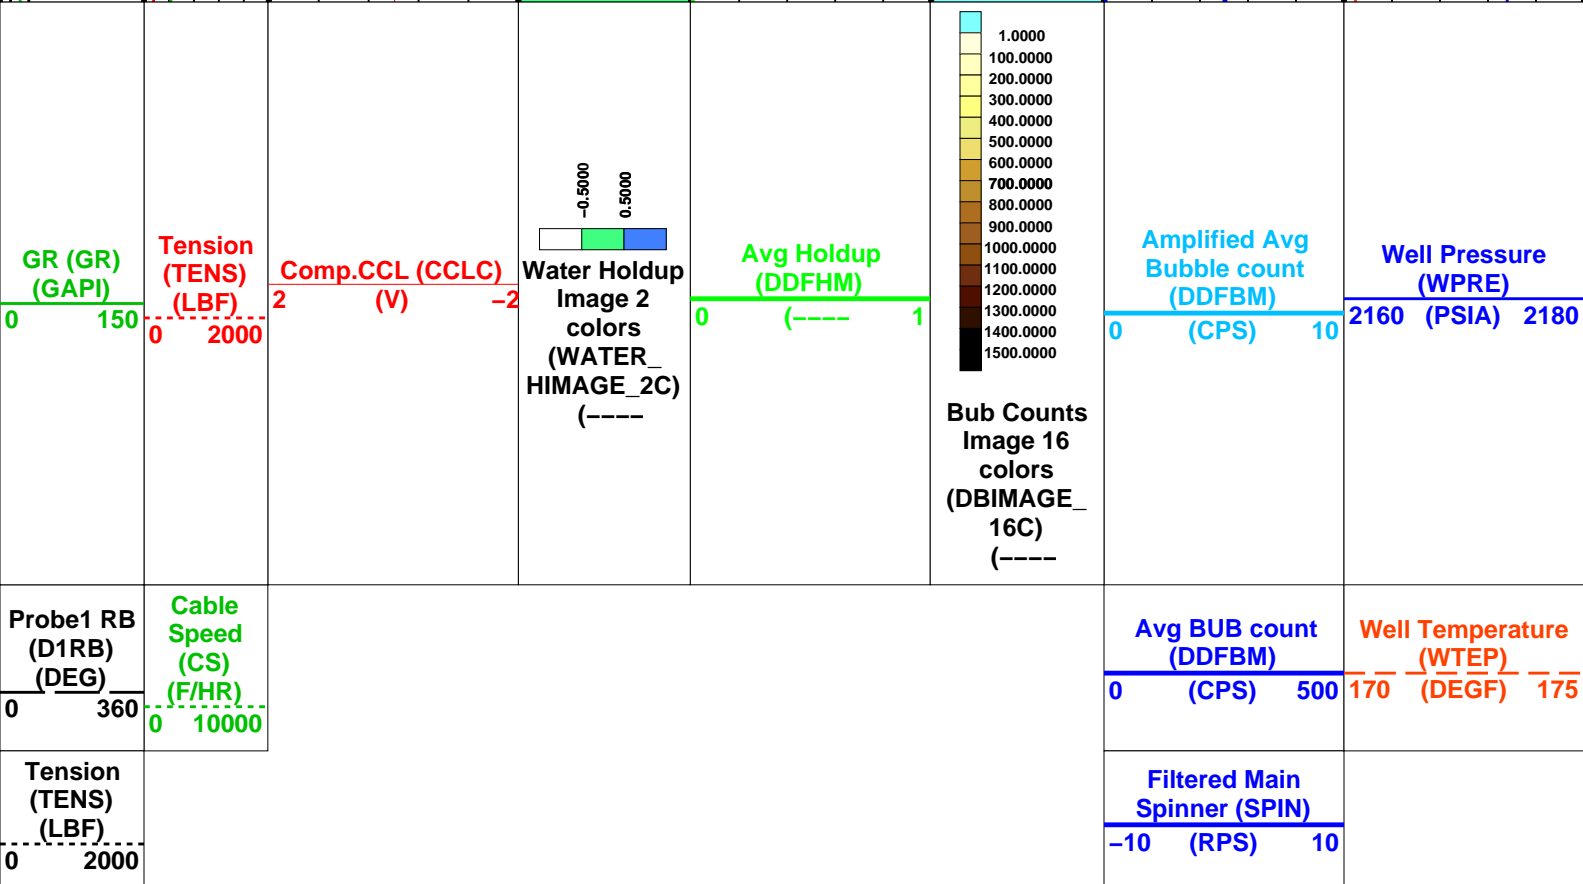 GR (GR)
(GAPI)
0 150
Tension
(TENS)
(LBF)
0 2000
Comp.CCL (CCLC)
2 (V) −2
−0.5000
0.5000
Water Holdup
Image 2
colors
(WATER_
HIMAGE_2C)
(−−−−
Avg Holdup
(DDFHM)
0 (−−−− 1
1.0000
100.0000
200.0000
300.0000
400.0000
500.0000
600.0000
700.0000
800.0000
900.0000
1000.0000
1100.0000
1200.0000
1300.0000
1400.0000
1500.0000
Bub Counts
Image 16
colors
(DBIMAGE_
16C)
(−−−−
Amplified Avg
Bubble count
(DDFBM)
0 (CPS) 10
Well Pressure
(WPRE)
2160 (PSIA) 2180
Probe1 RB
(D1RB)
(DEG)
0 360
Cable
Speed
(CS)
(F/HR)
0 10000
Avg BUB count
(DDFBM)
0 (CPS) 500
Well Temperature
(WTEP)
170 (DEGF) 175
Tension
(TENS)
(LBF)
0 2000
Filtered Main
Spinner (SPIN)
−10 (RPS) 10